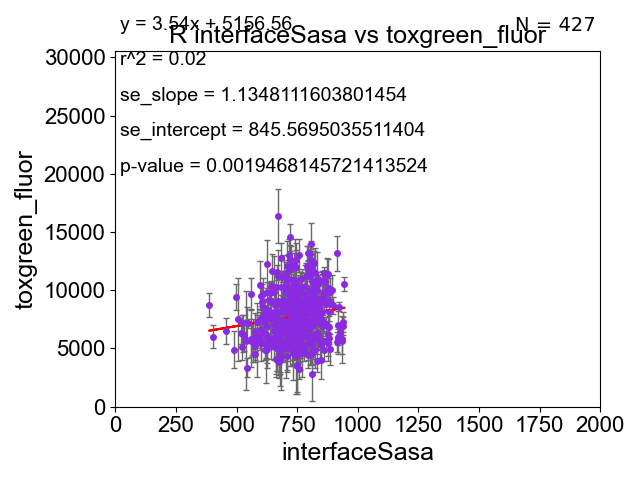 y = 3.54x + 5156.56
N = 427
R interfaceSasa vs toxgreen_fluor
r^2 = 0.02
se_slope = 1.1348111603801454
se_intercept = 845.5695035511404
p-value = 0.0019468145721413524
30000
25000
20000
15000
10000
5000
0
toxgreen_fluor
0 250 500 750 1000 1250 1500 1750 2000
interfaceSasa